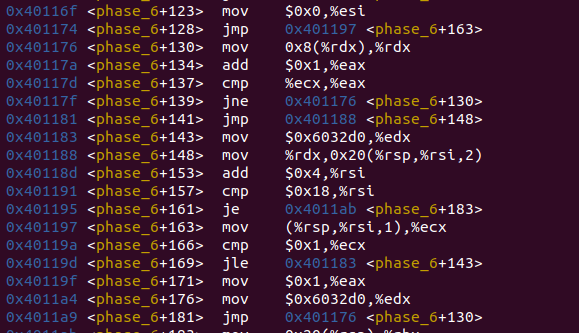 0x40116f <phase_6+123> mov $0x0,%esi
0x401174 <phase_6+128> jmp 0x401197 <phase_6+163>
0x401176 <phase_6+130> mov 0x8(%rdx),%rdx
0x40117a <phase_6+134> add $0x1,%eax
0x40117d <phase_6+137> cmp %ecx,%eax
0x40117f <phase_6+139> jne 0x401176 <phase_6+130>
0x401181 <phase_6+141> jmp 0x401188 <phase_6+148>
0x401183 <phase_6+143> mov $0x6032d0,%edx
0x401188 <phase_6+148> mov %rdx,0x20(%rsp,%rsi,2)
0x40118d <phase_6+153> add $0x4,%rsi
0x401191 <phase_6+157> cmp $0x18,%rsi
0x401195 <phase_6+161> je 0x4011ab <phase_6+183>
0x401197 <phase_6+163> mov (%rsp,%rsi,1),%ecx
0x40119a <phase_6+166> cmp $0x1,%ecx
0x40119d <phase_6+169> jle 0x401183 <phase_6+143>
0x40119f <phase_6+171> mov $0x1,%eax
0x4011a4 <phase_6+176> mov $0x6032d0,%edx
0x4011a9 <phase_6+181> jmp 0x401176 <phase_6+130>